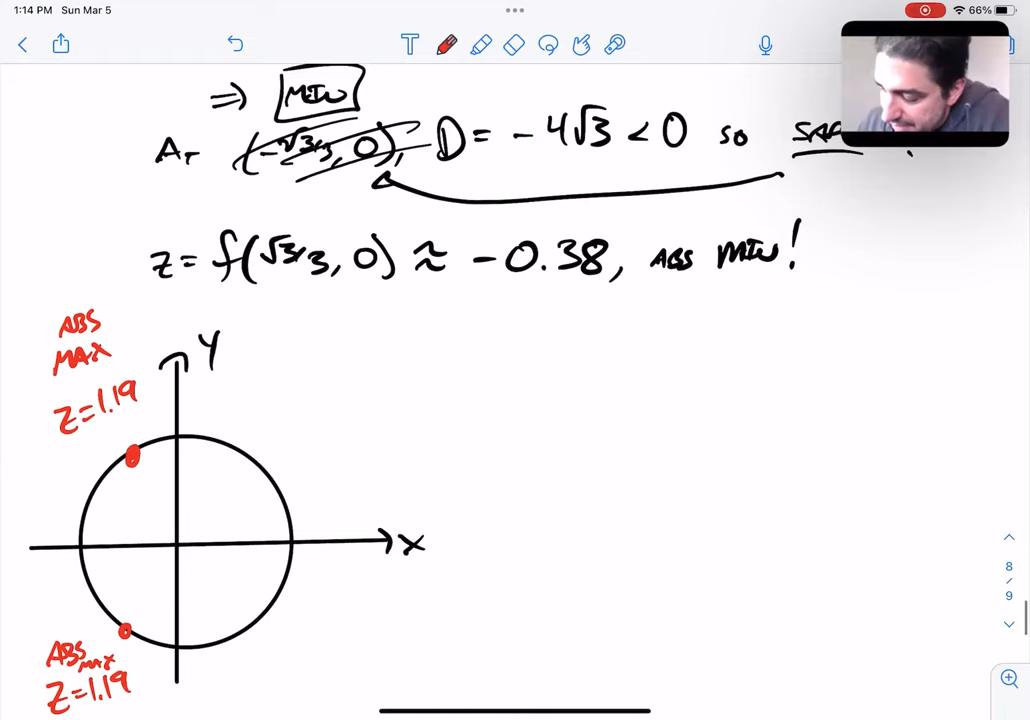 1:14 PM Sun Mar 5
66%
⇒ MIN
AT (-√3/3, 0), D = -4√3 < 0 so
z = f(√3/3, 0) ≈ -0.38, ABS MIN!
ABS
MAX
Z=1.19
Y
X
ABS MAX
Z=1.19
8
/
9